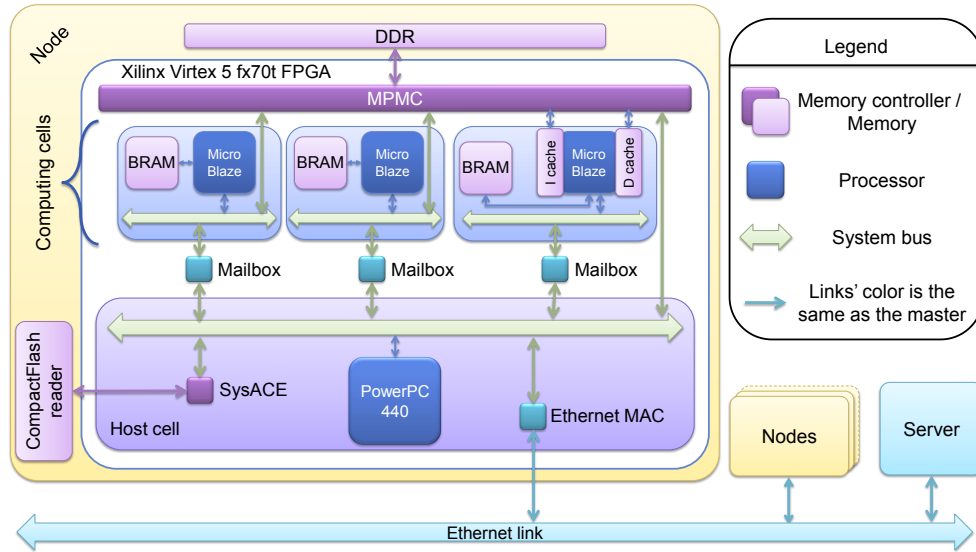 Node
DDR
Xilinx Virtex 5 fx70t FPGA
MPMC
Computing cells
BRAM
Micro
Blaze
BRAM
Micro
Blaze
BRAM
I cache
Micro
Blaze
D cache
Mailbox
Mailbox
Mailbox
CompactFlash
reader
SysACE
PowerPC
440
Ethernet MAC
Host cell
Legend
Memory controller /
Memory
Processor
System bus
Links' color is the
same as the master
Nodes
Server
Ethernet link